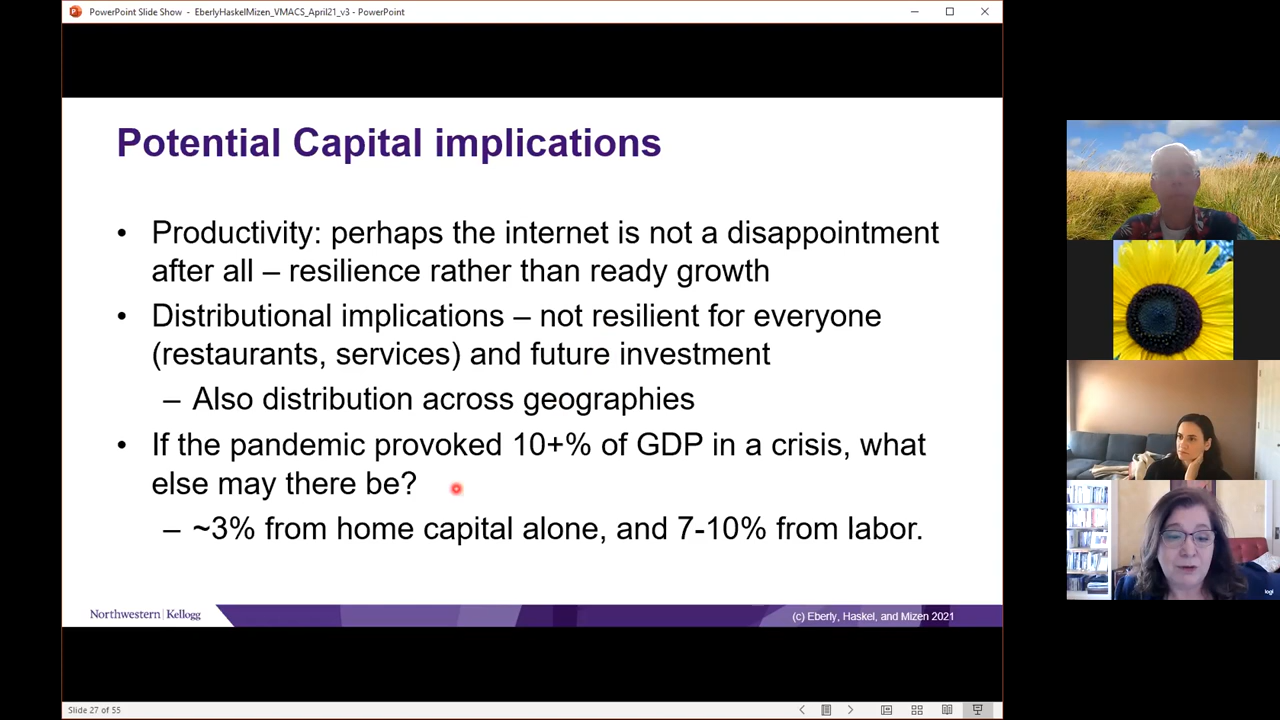 PowerPoint Slide Show - EberlyHaskelMizen_VMACS_April21_v3 - PowerPoint
Potential Capital implications
• Productivity: perhaps the internet is not a disappointment
after all – resilience rather than ready growth
• Distributional implications – not resilient for everyone
(restaurants, services) and future investment
– Also distribution across geographies
• If the pandemic provoked 10+% of GDP in a crisis, what
else may there be?
– ~3% from home capital alone, and 7-10% from labor.
Northwestern | Kellogg
(c) Eberly, Haskel, and Mizen 2021
logi
Slide 27 of 55